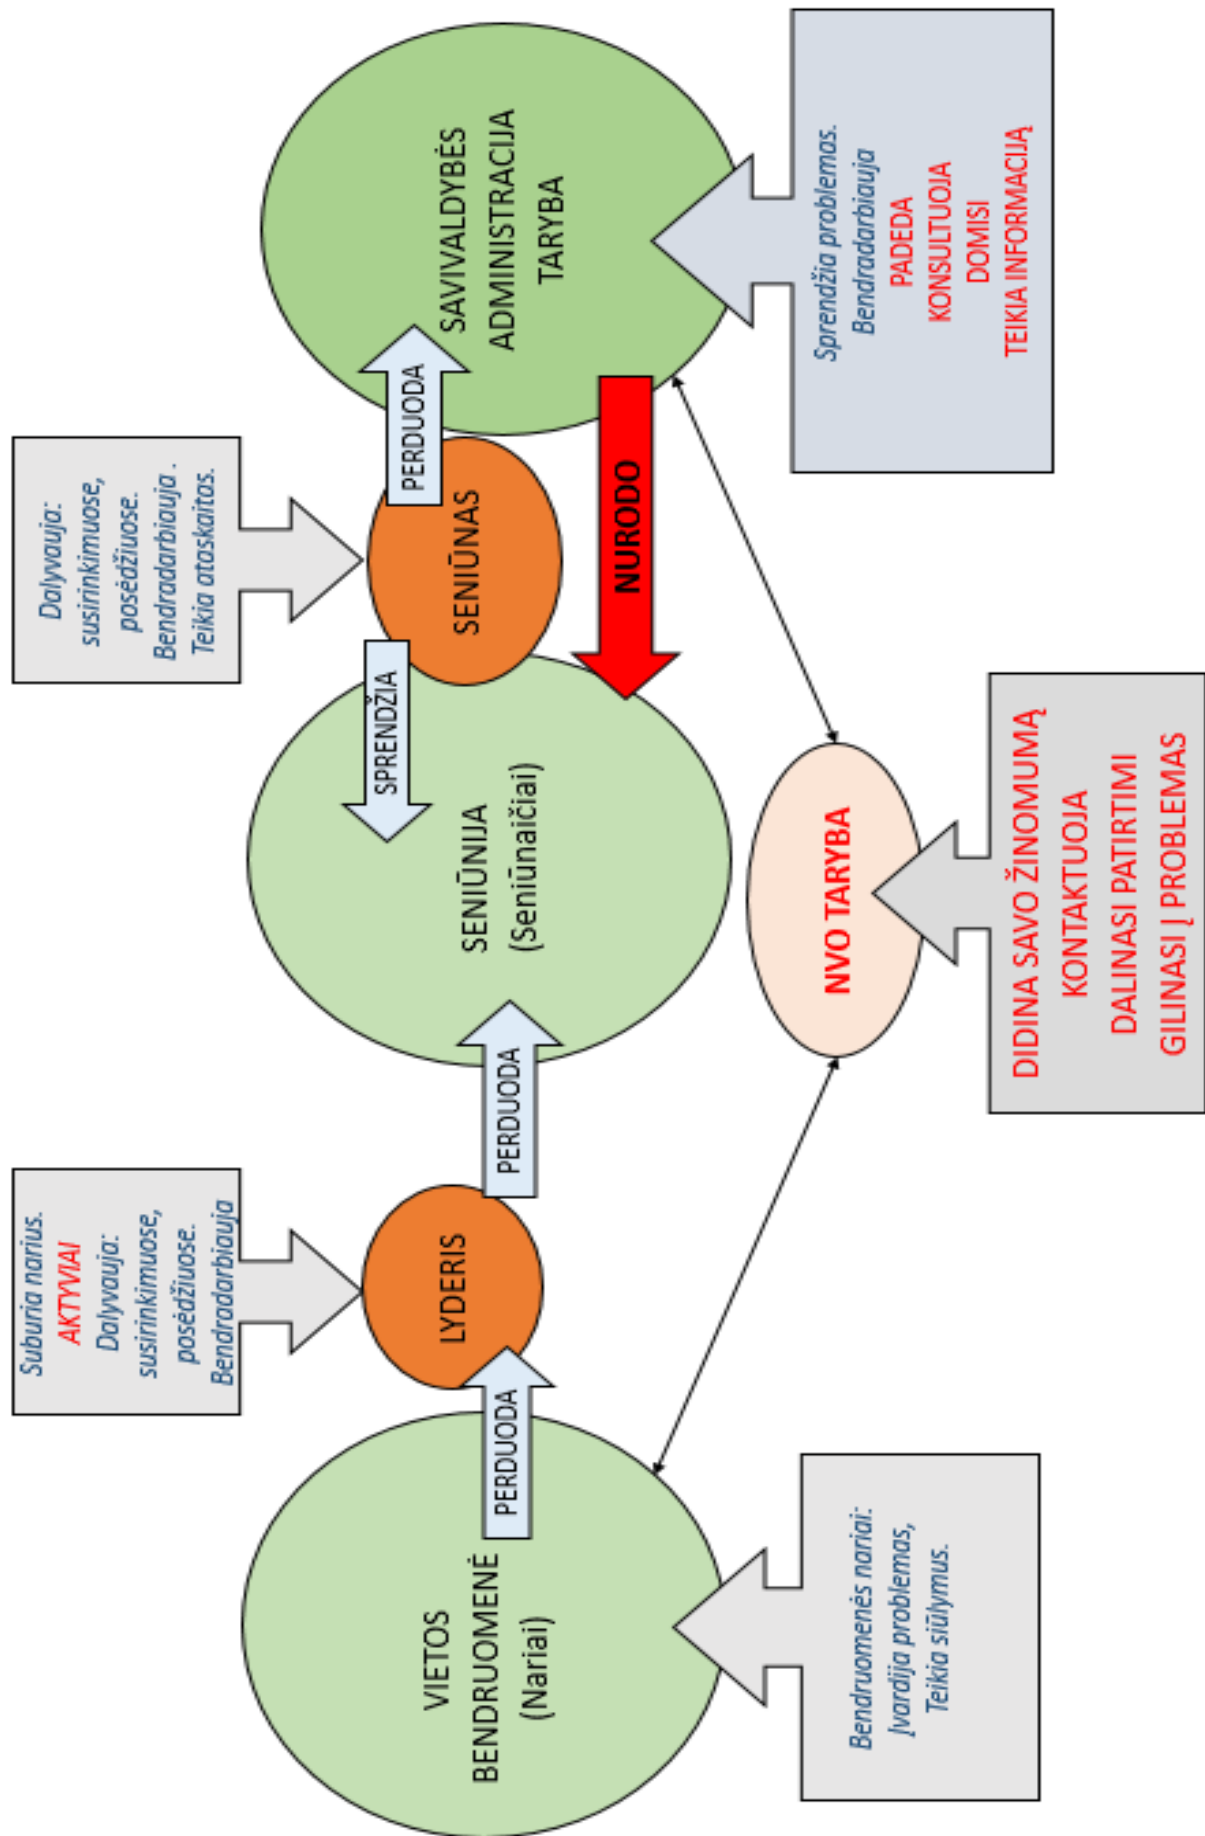 Suburia narius.
AKTYVIAI
Dalyvauja:
susirinkimuose,
posėdžiuose.
Bendradarbiauja
Dalyvauja:
susirinkimuose,
posėdžiuose.
Bendradarbiauja .
Teikia ataskaitas.
VIETOS
BENDRUOMENĖ
(Nariai)
PERDUODA
LYDERIS
PERDUODA
SENIŪNIJA
(Seniūnaičiai)
SPRENDŽIA
SENIŪNAS
PERDUODA
SAVIVALDYBĖS
ADMINISTRACIJA
TARYBA
NURODO
NVO TARYBA
Bendruomenės nariai:
Įvardija problemas,
Teikia siūlymus.
DIDINA SAVO ŽINOMUMĄ
KONTAKTUOJA
DALINASI PATIRTIMI
GILINASI Į PROBLEMAS
Sprendžia problemas.
Bendradarbiauja
PADEDA
KONSULTUOJA
DOMISI
TEIKIA INFORMACIJĄ